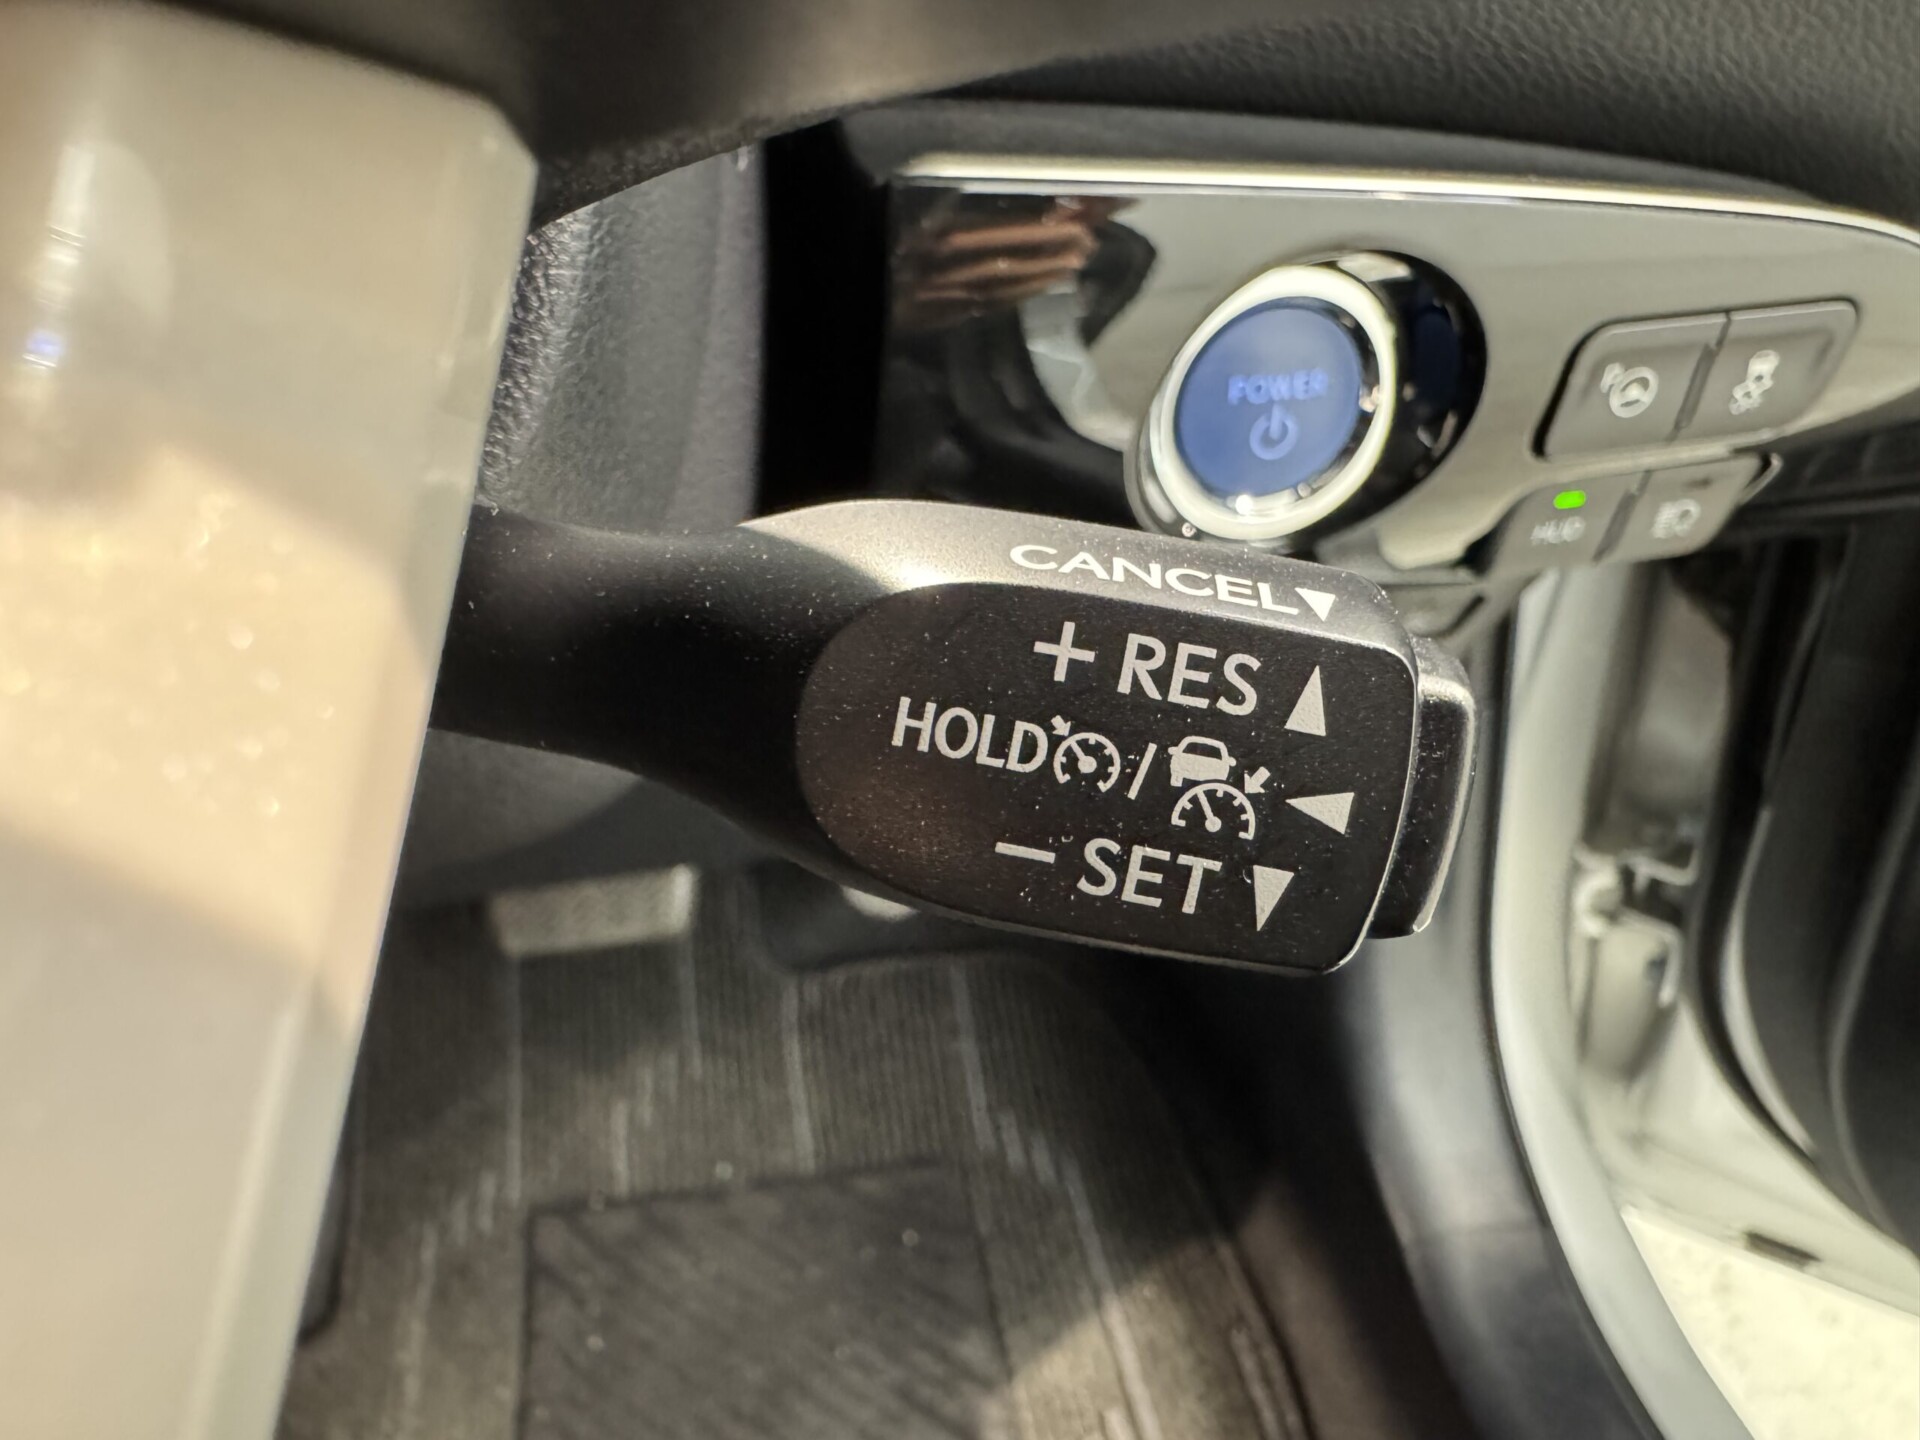 POWER
HUD
CANCEL▼
+ RES ▲
HOLD / ◀
− SET ▼